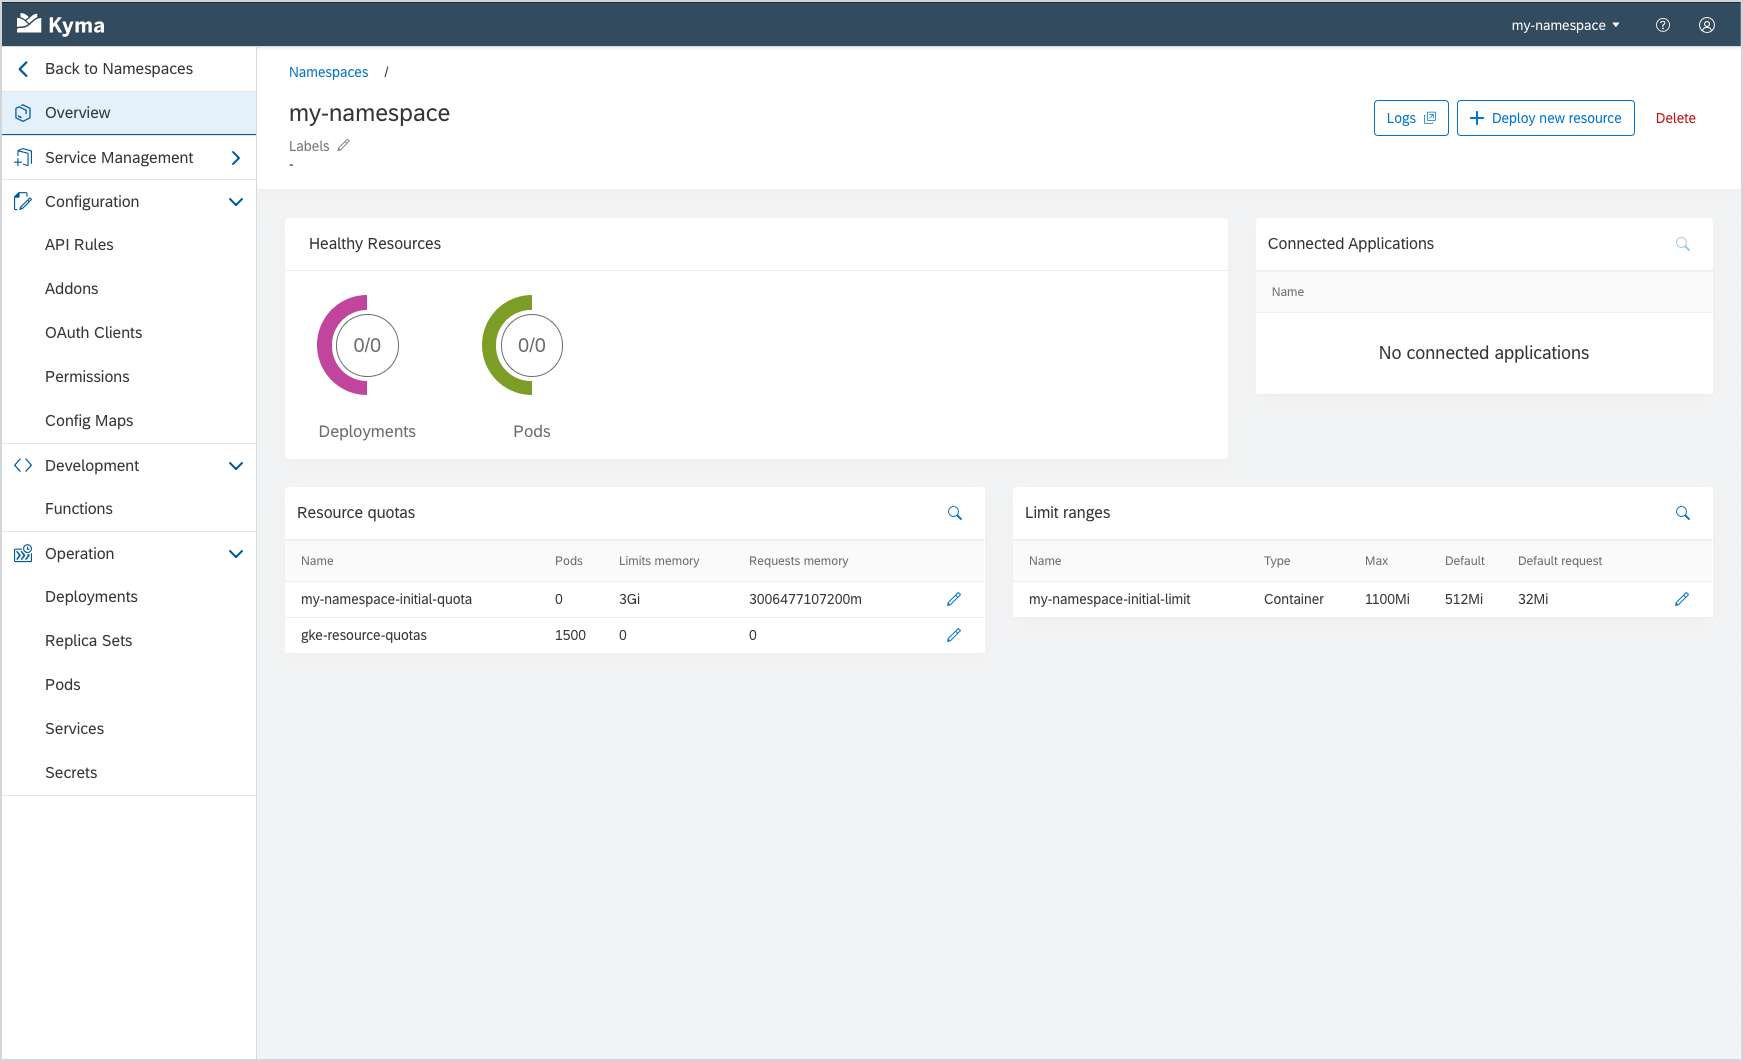 Kyma
my-namespace
Back to Namespaces
Overview
Service Management
Configuration
API Rules
Addons
OAuth Clients
Permissions
Config Maps
Development
Functions
Operation
Deployments
Replica Sets
Pods
Services
Secrets
Namespaces /
my-namespace
Labels
-
Logs
Deploy new resource
Delete
Healthy Resources
0/0
Deployments
0/0
Pods
Connected Applications
Name
No connected applications
Resource quotas
Name Pods Limits memory Requests memory
my-namespace-initial-quota 0 3Gi 3006477107200m
gke-resource-quotas 1500 0 0
Limit ranges
Name Type Max Default Default request
my-namespace-initial-limit Container 1100Mi 512Mi 32Mi